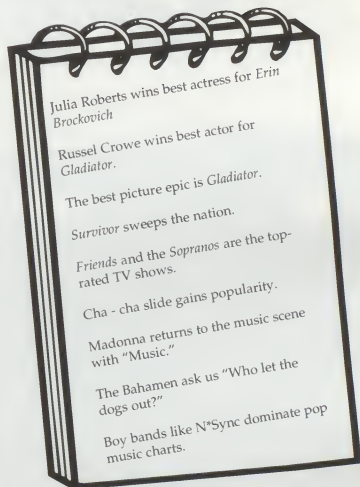 Julia Roberts wins best actress for Erin
Brockovich
Russel Crowe wins best actor for
Gladiator.
The best picture epic is Gladiator.
Survivor sweeps the nation.
Friends and the Sopranos are the top-
rated TV shows.
Cha - cha slide gains popularity.
Madonna returns to the music scene
with "Music."
The Bahamen ask us "Who let the
dogs out?"
Boy bands like N*Sync dominate pop
music charts.